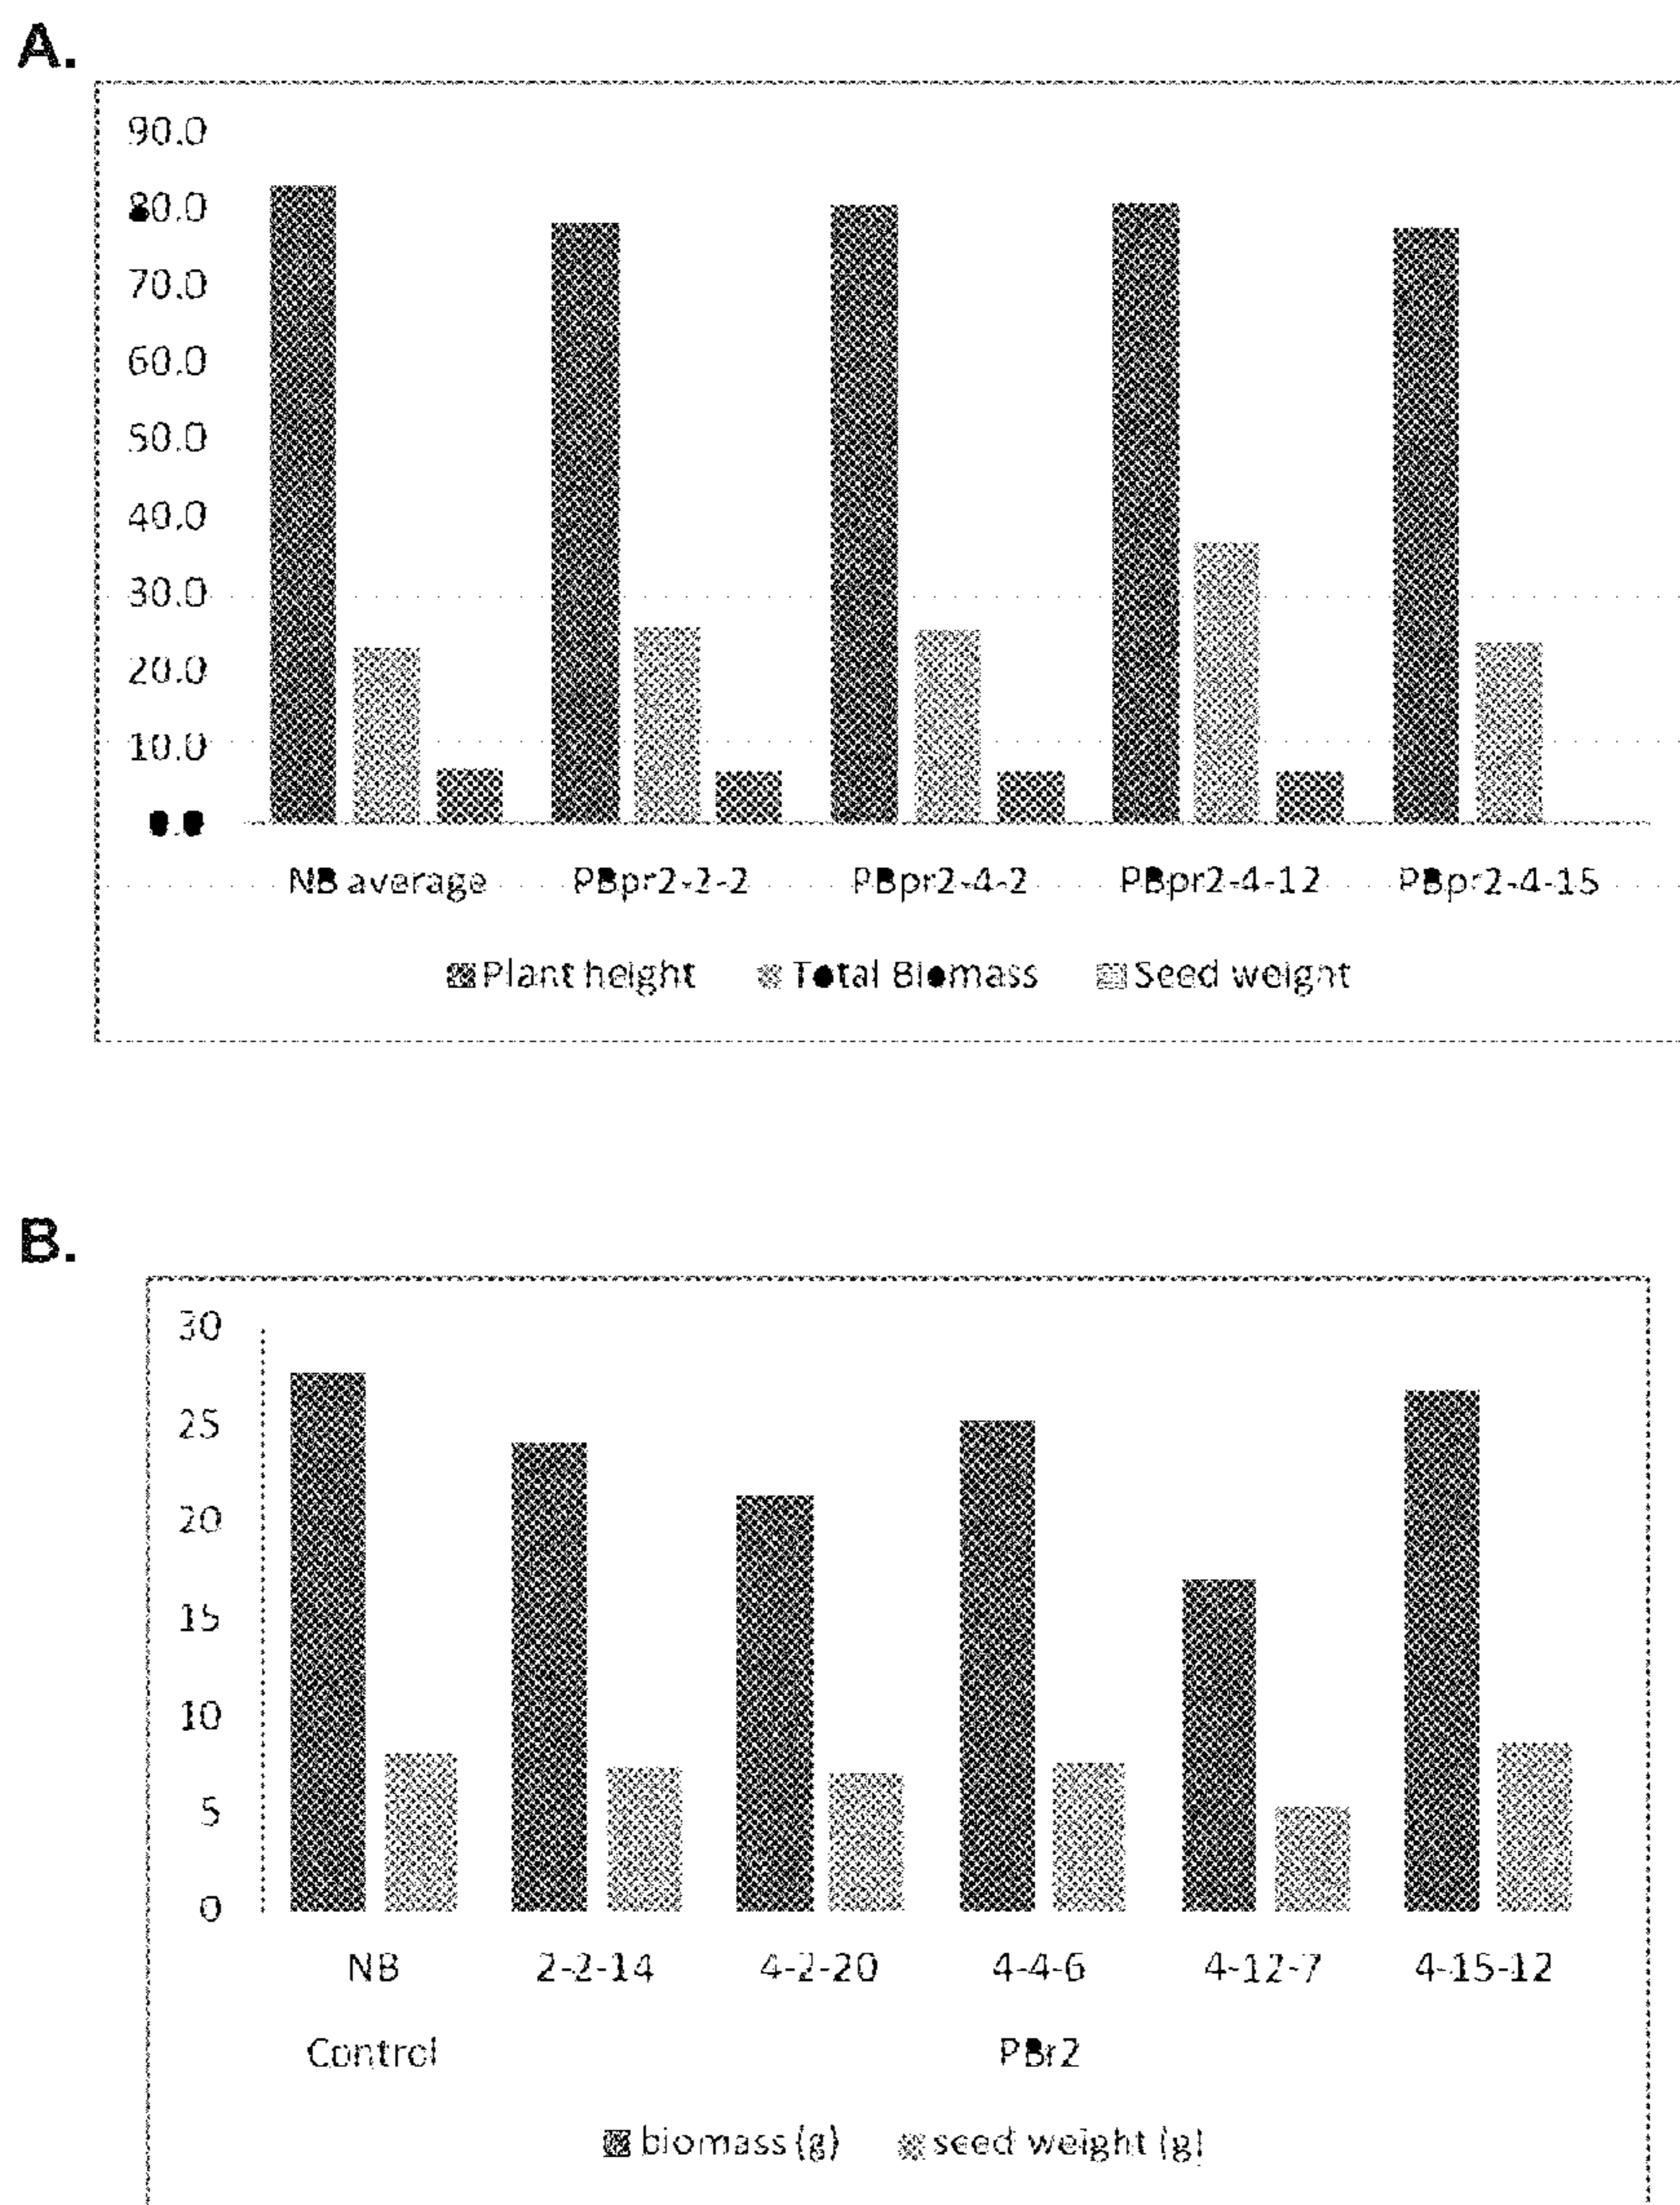 A.
90.0
80.0
70.0
60.0
50.0
40.0
30.0
20.0
10.0
0.0
NB average PBpr2-2-2 PBpr2-4-2 PBpr2-4-12 PBpr2-4-15
Plant height Total Biomass Seed weight
B.
30
25
20
15
10
5
0
NB 2-2-14 4-2-20 4-4-6 4-12-7 4-15-12
Control PBr2
biomass (g) seed weight (g)